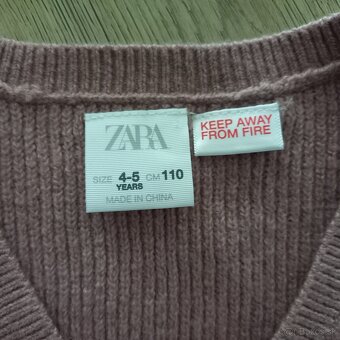 ZARA
SIZE 4-5 CM 110
YEARS
MADE IN CHINA
KEEP AWAY
FROM FIRE